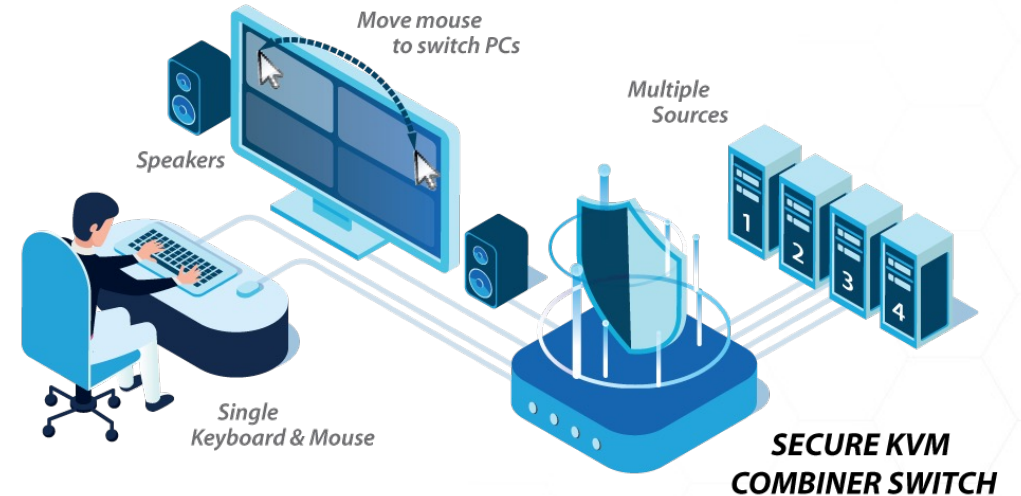 Move mouse
to switch PCs
Speakers
Multiple
Sources
1
2
3
4
Single
Keyboard & Mouse
SECURE KVM
COMBINER SWITCH